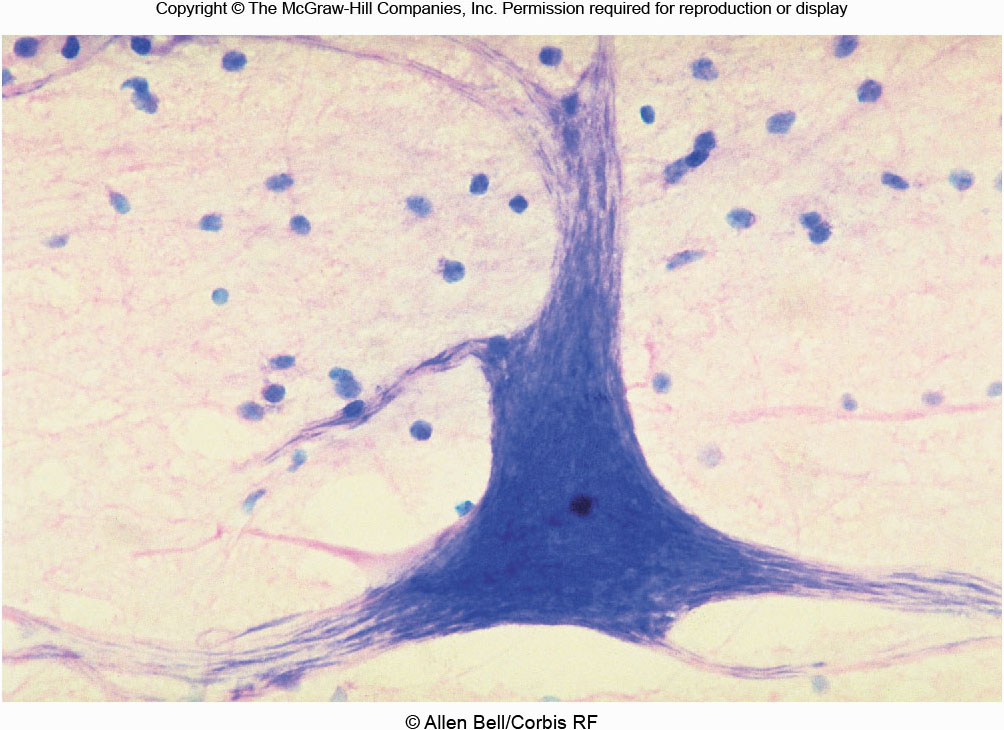 Copyright © The McGraw-Hill Companies, Inc. Permission required for reproduction or display
© Allen Bell/Corbis RF